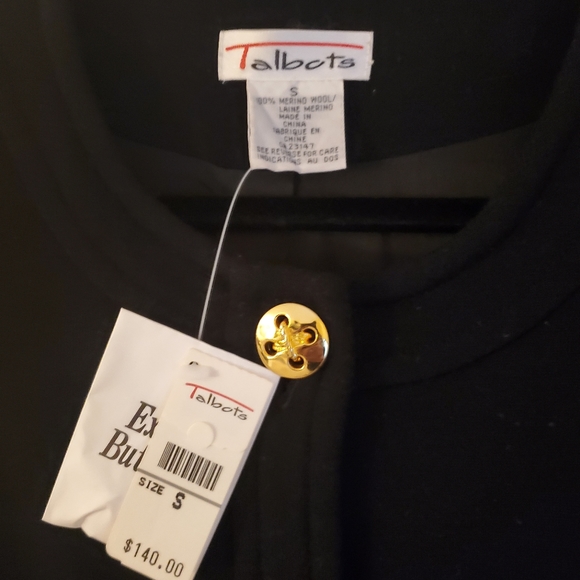 Talbots
S
100% MERINO WOOL/
LAINE MERINO
MADE IN
CHINA
FABRIQUE EN
CHINE
SEE REVERSE FOR CARE
INDICATIONS AU DOS
Talbots
SIZE S
$140.00
Ex
But